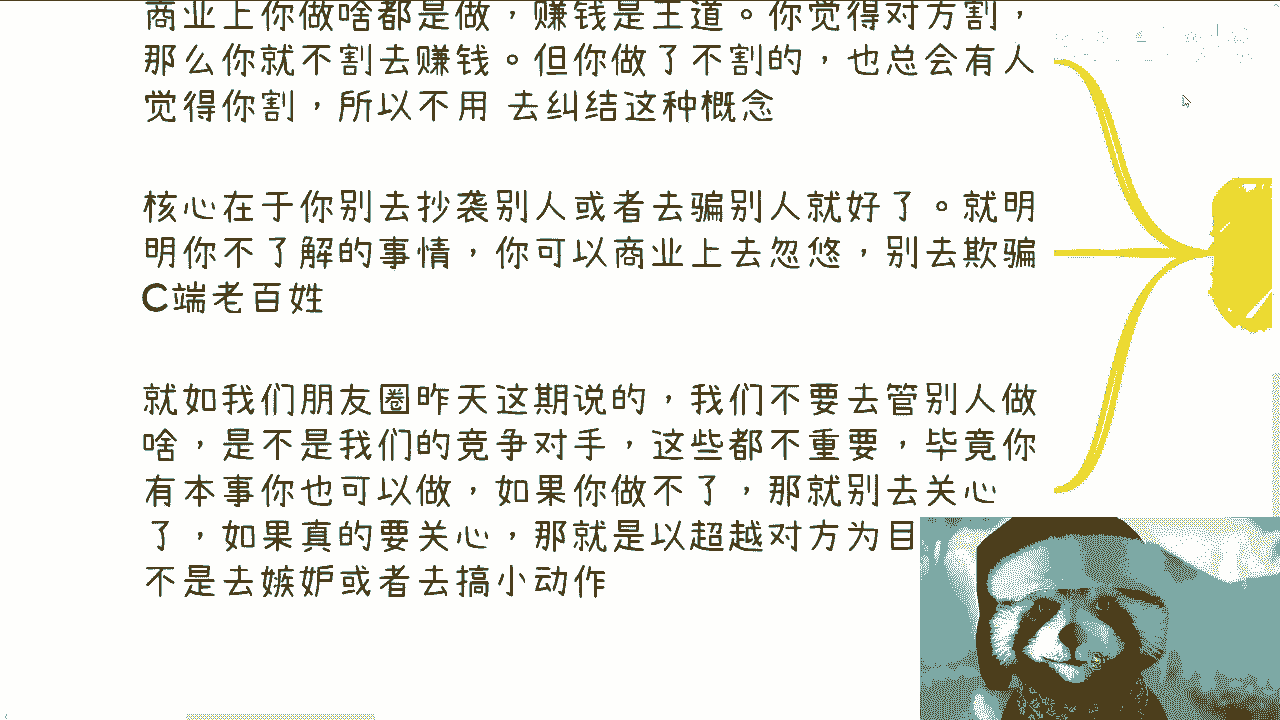 商业上你做啥都是做，赚钱是王道。你觉得对方割，
那么你就不割去赚钱。但你做了不割的，也总会有人
觉得你割，所以不用 去纠结这种概念
核心在于你别去抄袭别人或者去骗别人就好了。就明
明你不了解的事情，你可以商业上去忽悠，别去欺骗
C端老百姓
就如我们朋友圈昨天这期说的，我们不要去管别人做
啥，是不是我们的竞争对手，这些都不重要，毕竟你
有本事你也可以做，如果你做不了，那就别去关心
了，如果真的要关心，那就是以超越对方为目
不是去嫉妒或者去搞小动作